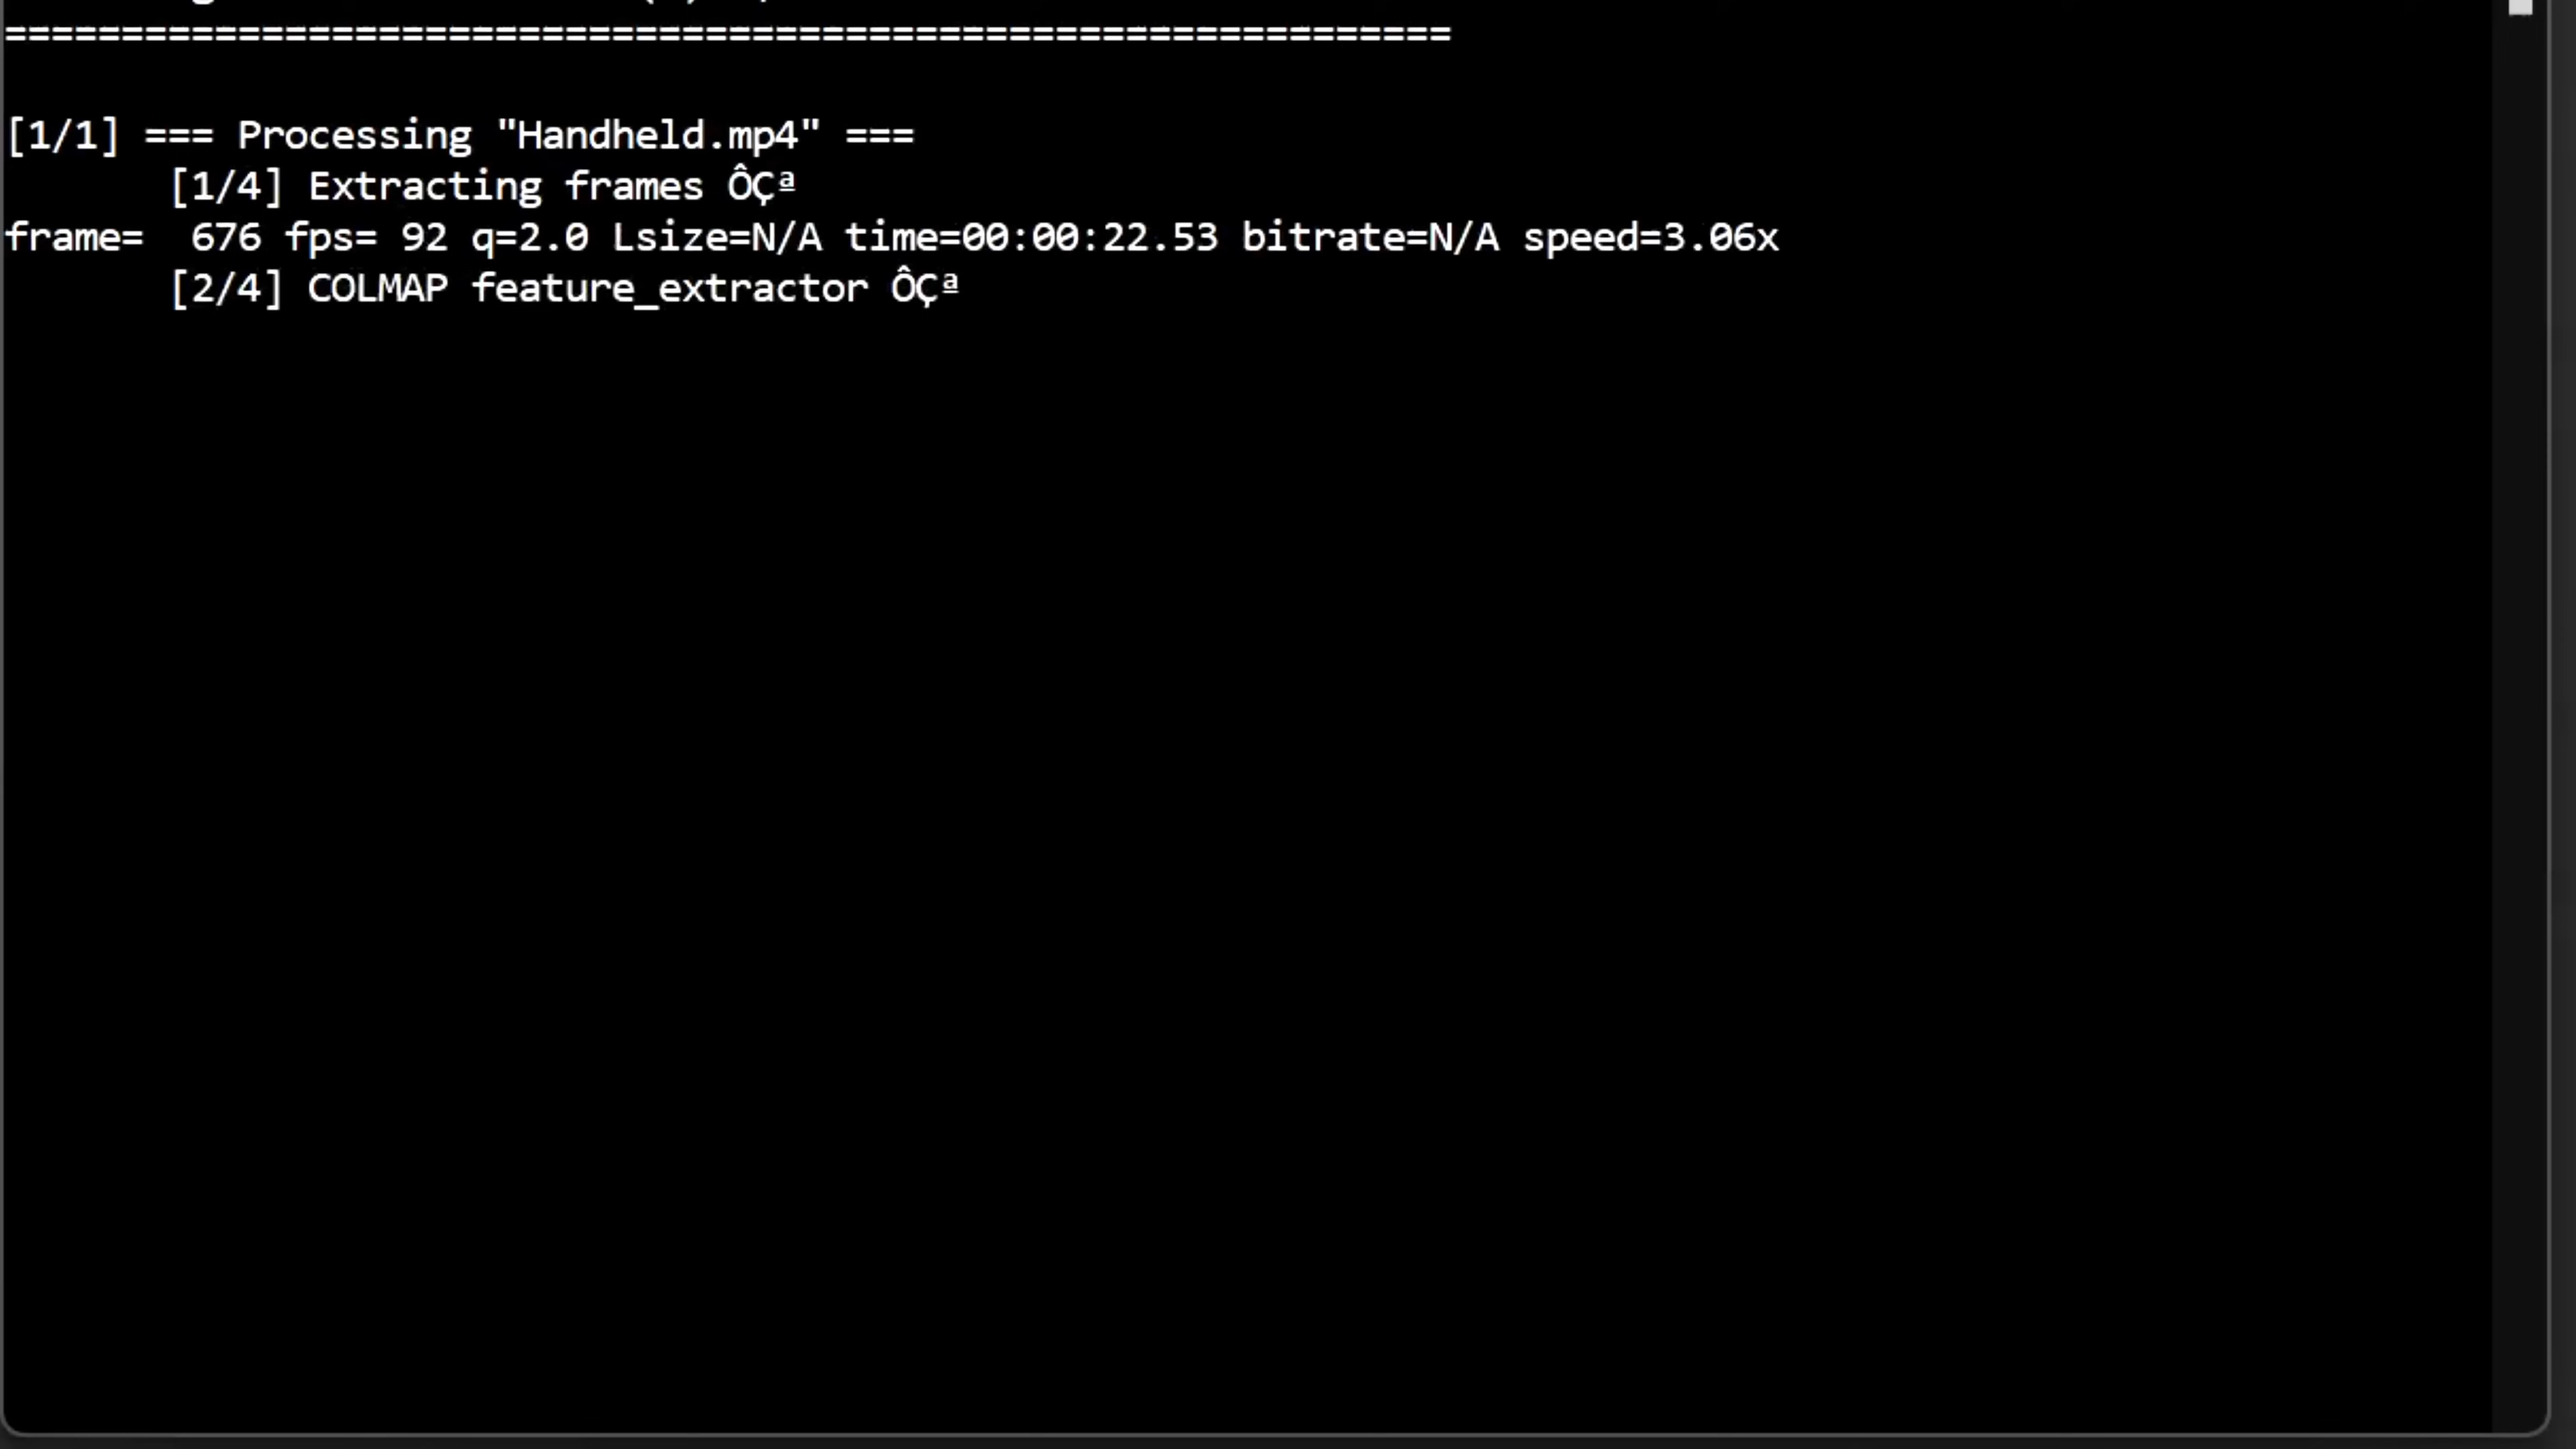 ==============================================================
[1/1] === Processing "Handheld.mp4" ===
[1/4] Extracting frames ÔÇª
frame=  676 fps= 92 q=2.0 Lsize=N/A time=00:00:22.53 bitrate=N/A speed=3.06x
[2/4] COLMAP feature_extractor ÔÇª